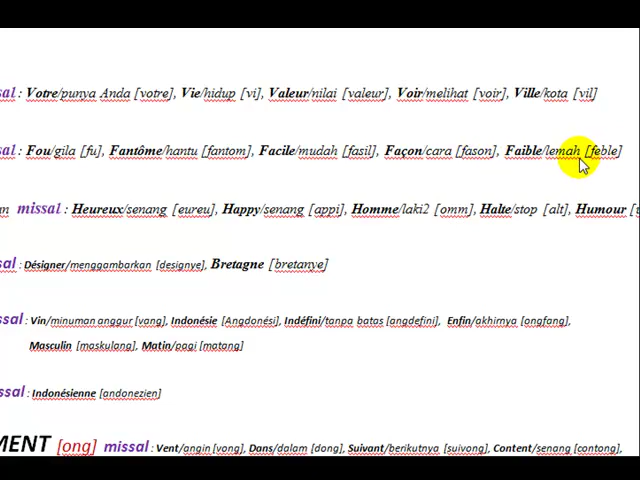 sal : Votre/punya Anda [votre], Vie/hidup [vi], Valeur/nilai [valeur], Voir/melihat [voir], Ville/kota [vil]
sal : Fou/gila [fu], Fantôme/hantu [fantom], Facile/mudah [fasil], Façon/cara [fason], Faible/lemah [feble]
missal : Heureux/senang [eureu], Happy/senang [appi], Homme/laki2 [omm], Halte/stop [alt], Humour
sal : Désigner/menggambarkan [designye], Bretagne [bretanye]
ssal : Vin/minuman anggur [vang], Indonésie [Angdonési], Indéfini/tanpa batas [angdefini], Enfin/akhirnya [ongfang],
Masculin [maskulang], Matin/pagi [matang]
ssal : Indonésienne [andonezien]
MENT [ong] missal : Vent/angin [vong], Dans/dalam [dong], Suivant/berikutnya [suivong], Content/senang [contong],